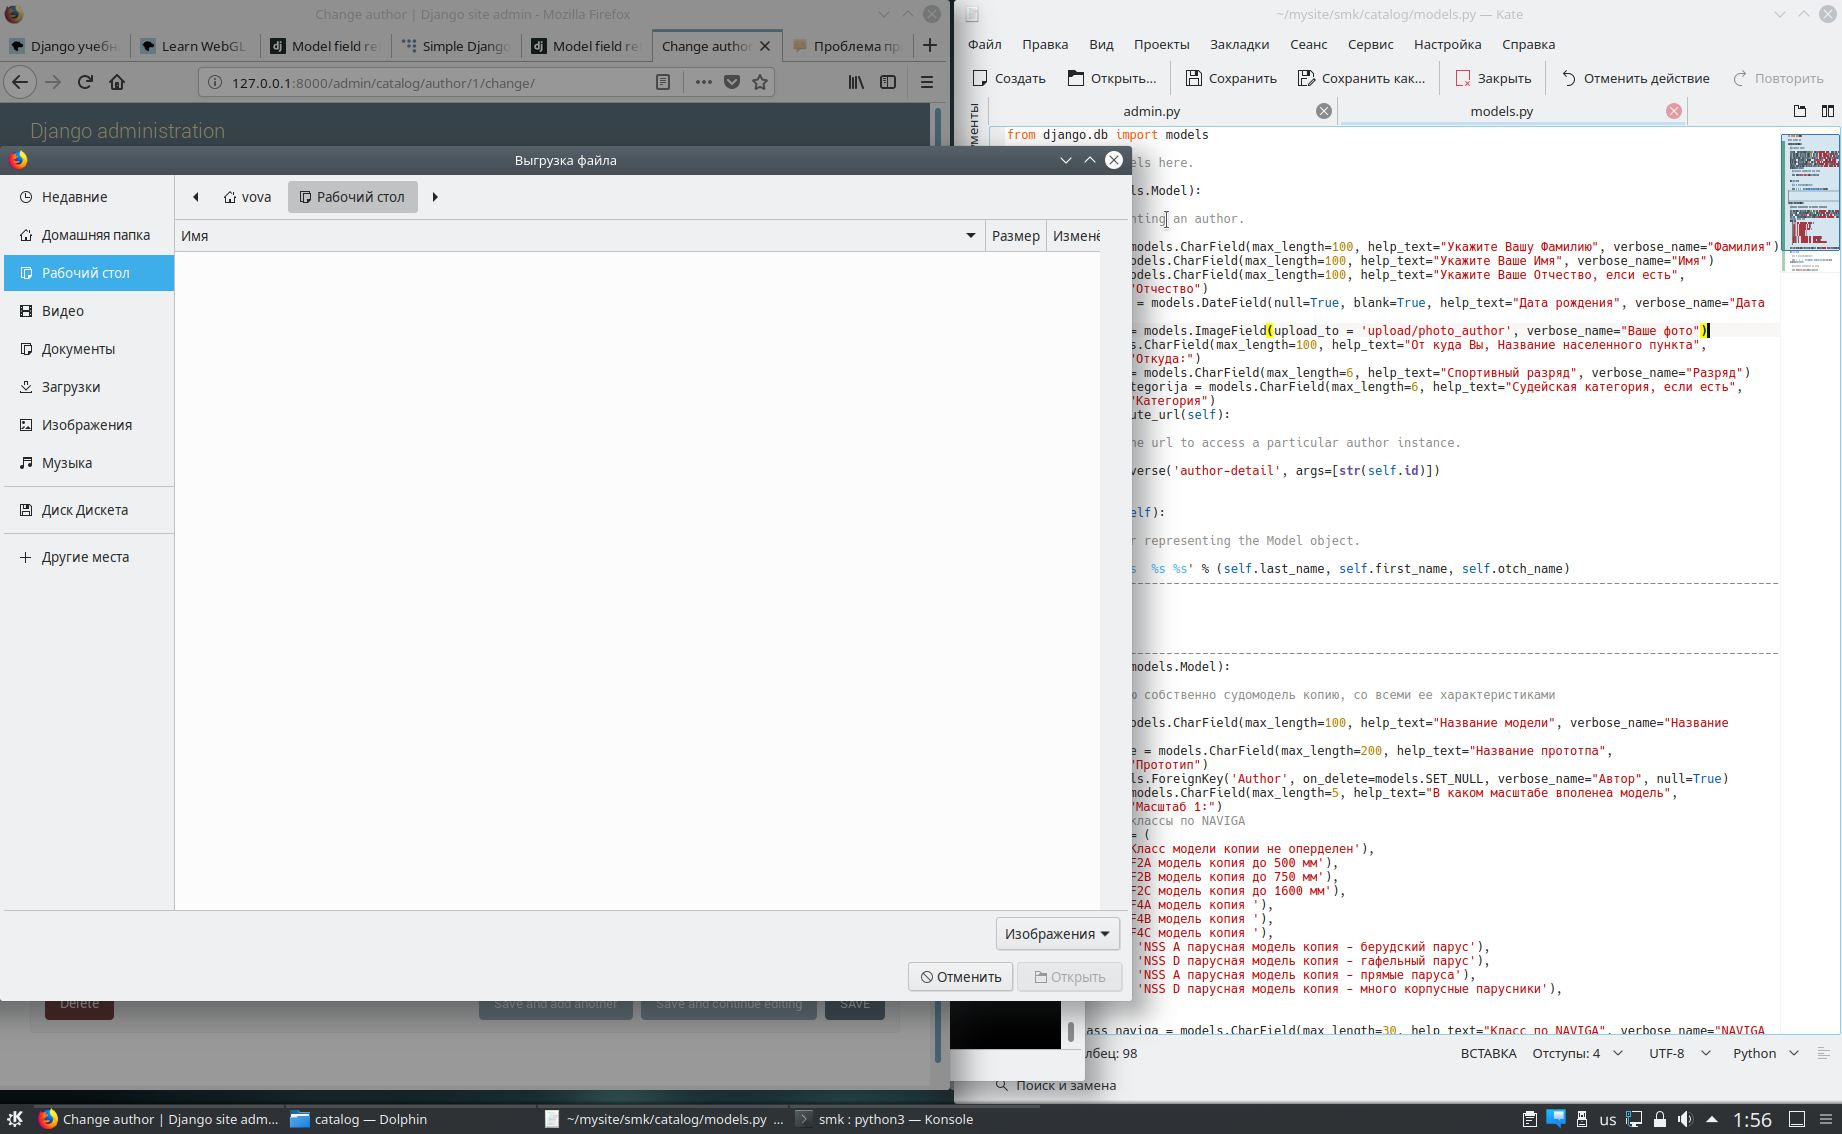 Change author | Django site admin - Mozilla Firefox
Django учебн
Learn WebGL
Model field re
Simple Django
Model field re
Change autho
Проблема пр
127.0.0.1:8000/admin/catalog/author/1/change/
Django administration
Выгрузка файла
Недавние
Домашняя папка
Рабочий стол
Видео
Документы
Загрузки
Изображения
Музыка
Диск Дискета
Другие места
vova
Рабочий стол
Имя
Размер
Изменё
Изображения
Отменить
Открыть
Delete
Save and add another
Save and continue editing
SAVE
~/mysite/smk/catalog/models.py — Kate
Файл Правка Вид Проекты Закладки Сеанс Сервис Настройка Справка
Создать Открыть... Сохранить Сохранить как... Закрыть Отменить действие Повторить
admin.py
models.py
ументы
from django.db import models
els here.
ls.Model):
nting an author.
models.CharField(max_length=100, help_text="Укажите Вашу Фамилию", verbose_name="Фамилия")
odels.CharField(max_length=100, help_text="Укажите Ваше Имя", verbose_name="Имя")
odels.CharField(max_length=100, help_text="Укажите Ваше Отчество, елси есть",
"Отчество")
= models.DateField(null=True, blank=True, help_text="Дата рождения", verbose_name="Дата
= models.ImageField(upload_to = 'upload/photo_author', verbose_name="Ваше фото")
s.CharField(max_length=100, help_text="От куда Вы, Название населенного пункта",
"Откуда:")
= models.CharField(max_length=6, help_text="Спортивный разряд", verbose_name="Разряд")
tegorija = models.CharField(max_length=6, help_text="Судейская категория, если есть",
"Категория")
ute_url(self):
he url to access a particular author instance.
verse('author-detail', args=[str(self.id)])
elf):
r representing the Model object.
s  %s %s' % (self.last_name, self.first_name, self.otch_name)
models.Model):
ю собственно судомодель копию, со всеми ее характеристиками
odels.CharField(max_length=100, help_text="Название модели", verbose_name="Название
e = models.CharField(max_length=200, help_text="Название прототпа",
"Прототип")
ls.ForeignKey('Author', on_delete=models.SET_NULL, verbose_name="Автор", null=True)
models.CharField(max_length=5, help_text="В каком масштабе вполенеа модель",
"Масштаб 1:")
классы по NAVIGA
= (
Класс модели копии не оперделен'),
F2A модель копия до 500 мм'),
F2B модель копия до 750 мм'),
F2C модель копия до 1600 мм'),
F4A модель копия '),
F4B модель копия '),
F4C модель копия '),
'NSS A парусная модель копия - берудский парус'),
'NSS D парусная модель копия - гафельный парус'),
'NSS A парусная модель копия - прямые паруса'),
'NSS D парусная модель копия - много корпусные парусники'),
ass_naviga = models.CharField(max_length=30, help_text="Класс по NAVIGA", verbose_name="NAVIGA
лбец: 98
ВСТАВКА
Отступы: 4
UTF-8
Python
Поиск и замена
Change author | Django site adm...
catalog — Dolphin
~/mysite/smk/catalog/models.py ...
smk : python3 — Konsole
us
1:56